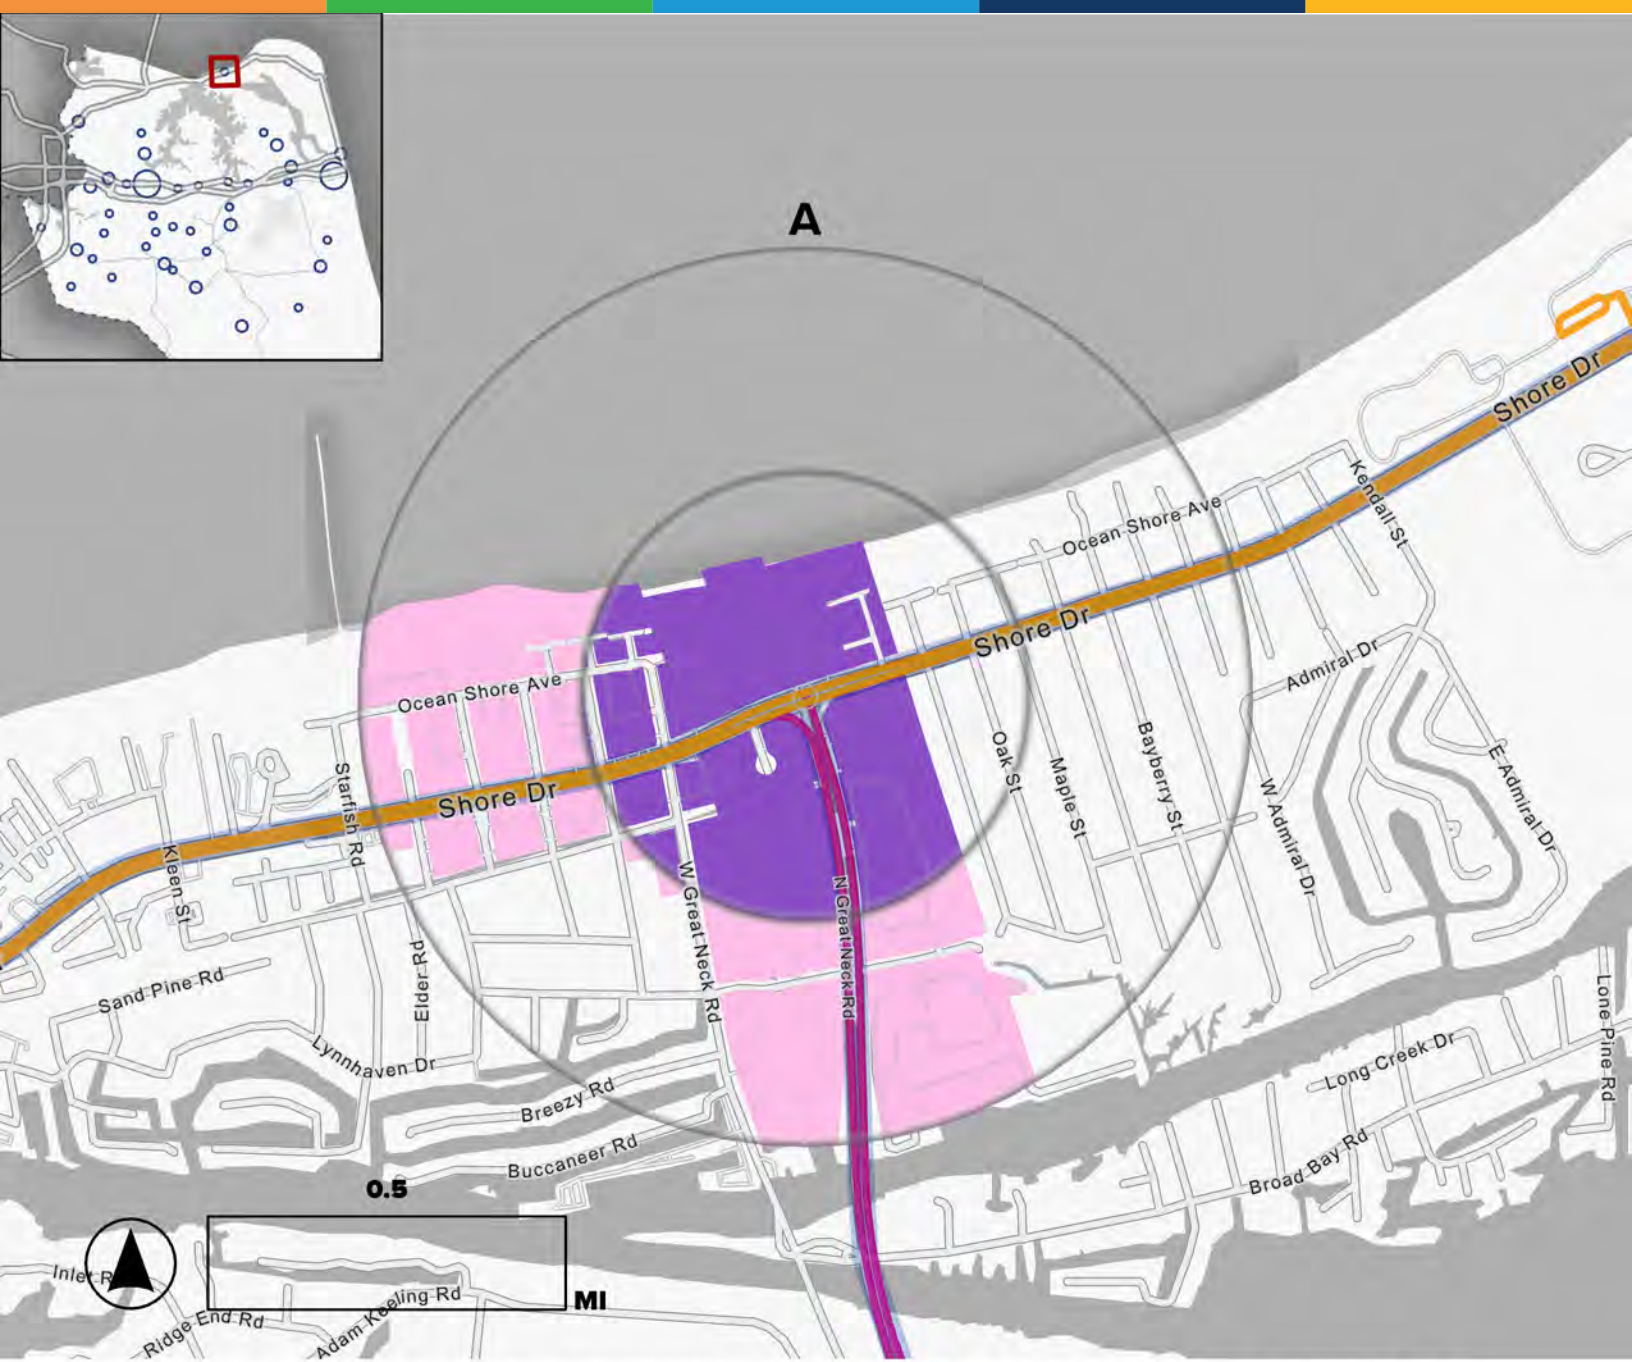 A
Shore Dr
Kendall St
Ocean Shore Ave
Shore Dr
Admiral Dr
Ocean Shore Ave
Oak St
Maple St
Bayberry St
W Admiral Dr
E Admiral Dr
Starfish Rd
Shore Dr
Kleen St
W Great Neck Rd
N Great Neck Rd
Elder Rd
Sand Pine Rd
Lynnhaven Dr
Breezy Rd
Buccaneer Rd
Long Creek Dr
Lone Pine Rd
Broad Bay Rd
0.5
MI
Inlet R
Ridge End Rd
Adam Keeling Rd